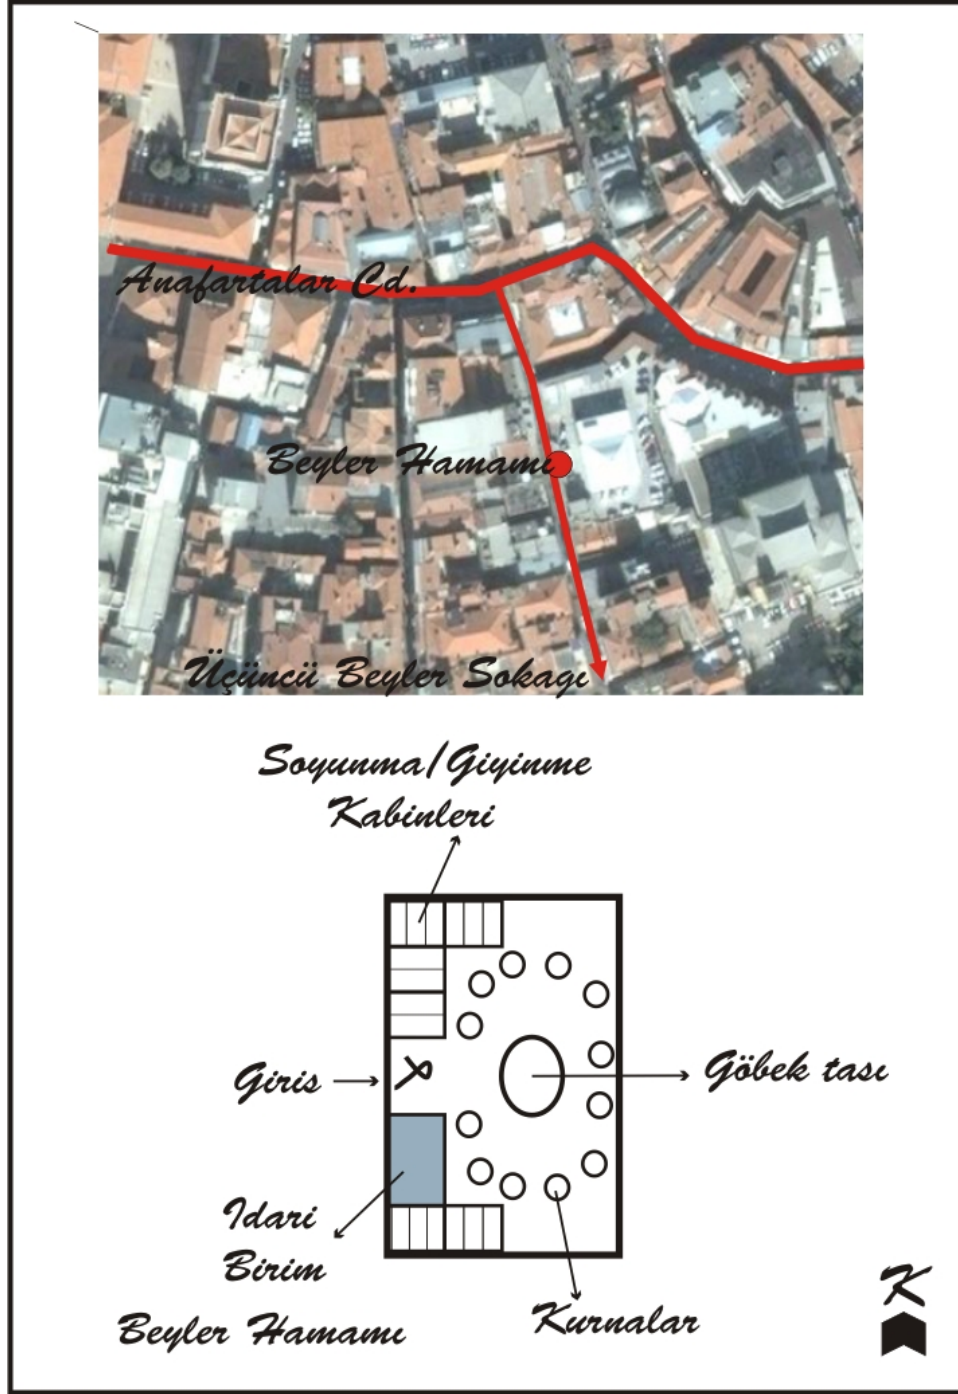 Anafartalar Cd.
Beyler Hamamı
Üçüncü Beyler Sokagı
Soyunma/Giyinme
Kabinleri
Giris
Göbek tası
Idari
Birim
Kurnalar
Beyler Hamamı
K